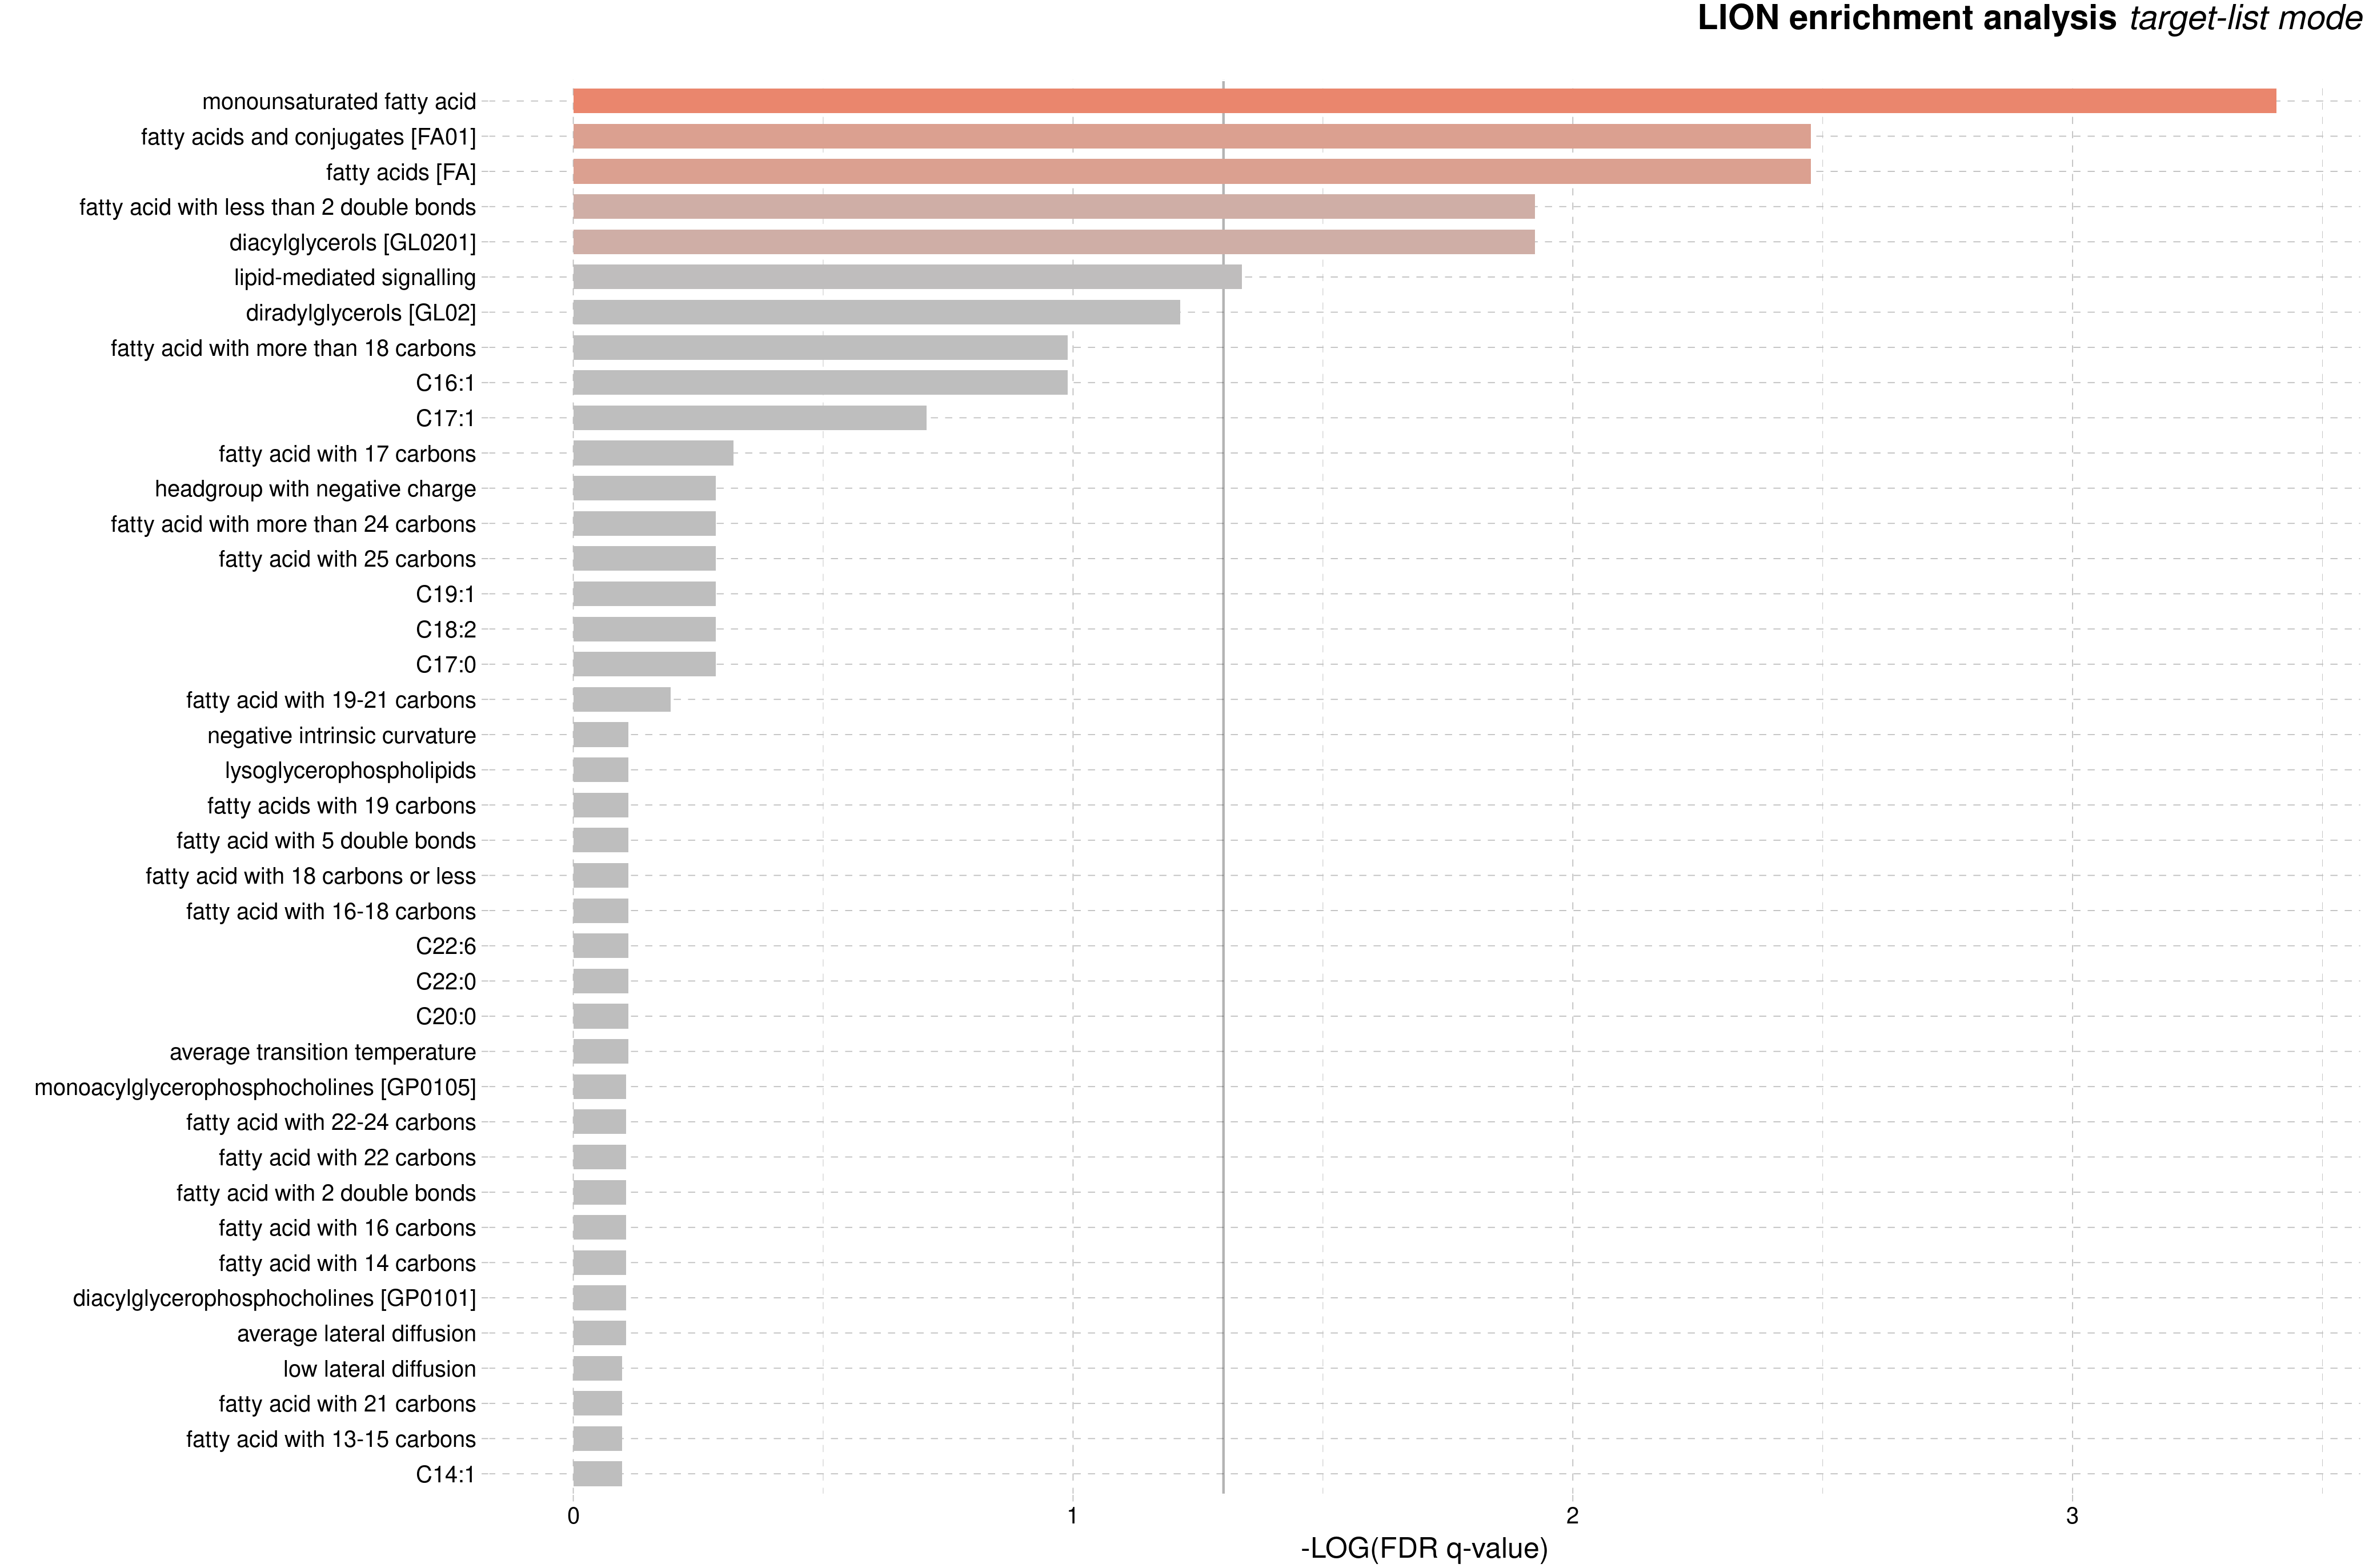 LION enrichment analysis target-list mode
monounsaturated fatty acid
fatty acids and conjugates [FA01]
fatty acids [FA]
fatty acid with less than 2 double bonds
diacylglycerols [GL0201]
lipid-mediated signalling
diradylglycerols [GL02]
fatty acid with more than 18 carbons
C16:1
C17:1
fatty acid with 17 carbons
headgroup with negative charge
fatty acid with more than 24 carbons
fatty acid with 25 carbons
C19:1
C18:2
C17:0
fatty acid with 19-21 carbons
negative intrinsic curvature
lysoglycerophospholipids
fatty acids with 19 carbons
fatty acid with 5 double bonds
fatty acid with 18 carbons or less
fatty acid with 16-18 carbons
C22:6
C22:0
C20:0
average transition temperature
monoacylglycerophosphocholines [GP0105]
fatty acid with 22-24 carbons
fatty acid with 22 carbons
fatty acid with 2 double bonds
fatty acid with 16 carbons
fatty acid with 14 carbons
diacylglycerophosphocholines [GP0101]
average lateral diffusion
low lateral diffusion
fatty acid with 21 carbons
fatty acid with 13-15 carbons
C14:1
0 1 2 3
-LOG(FDR q-value)